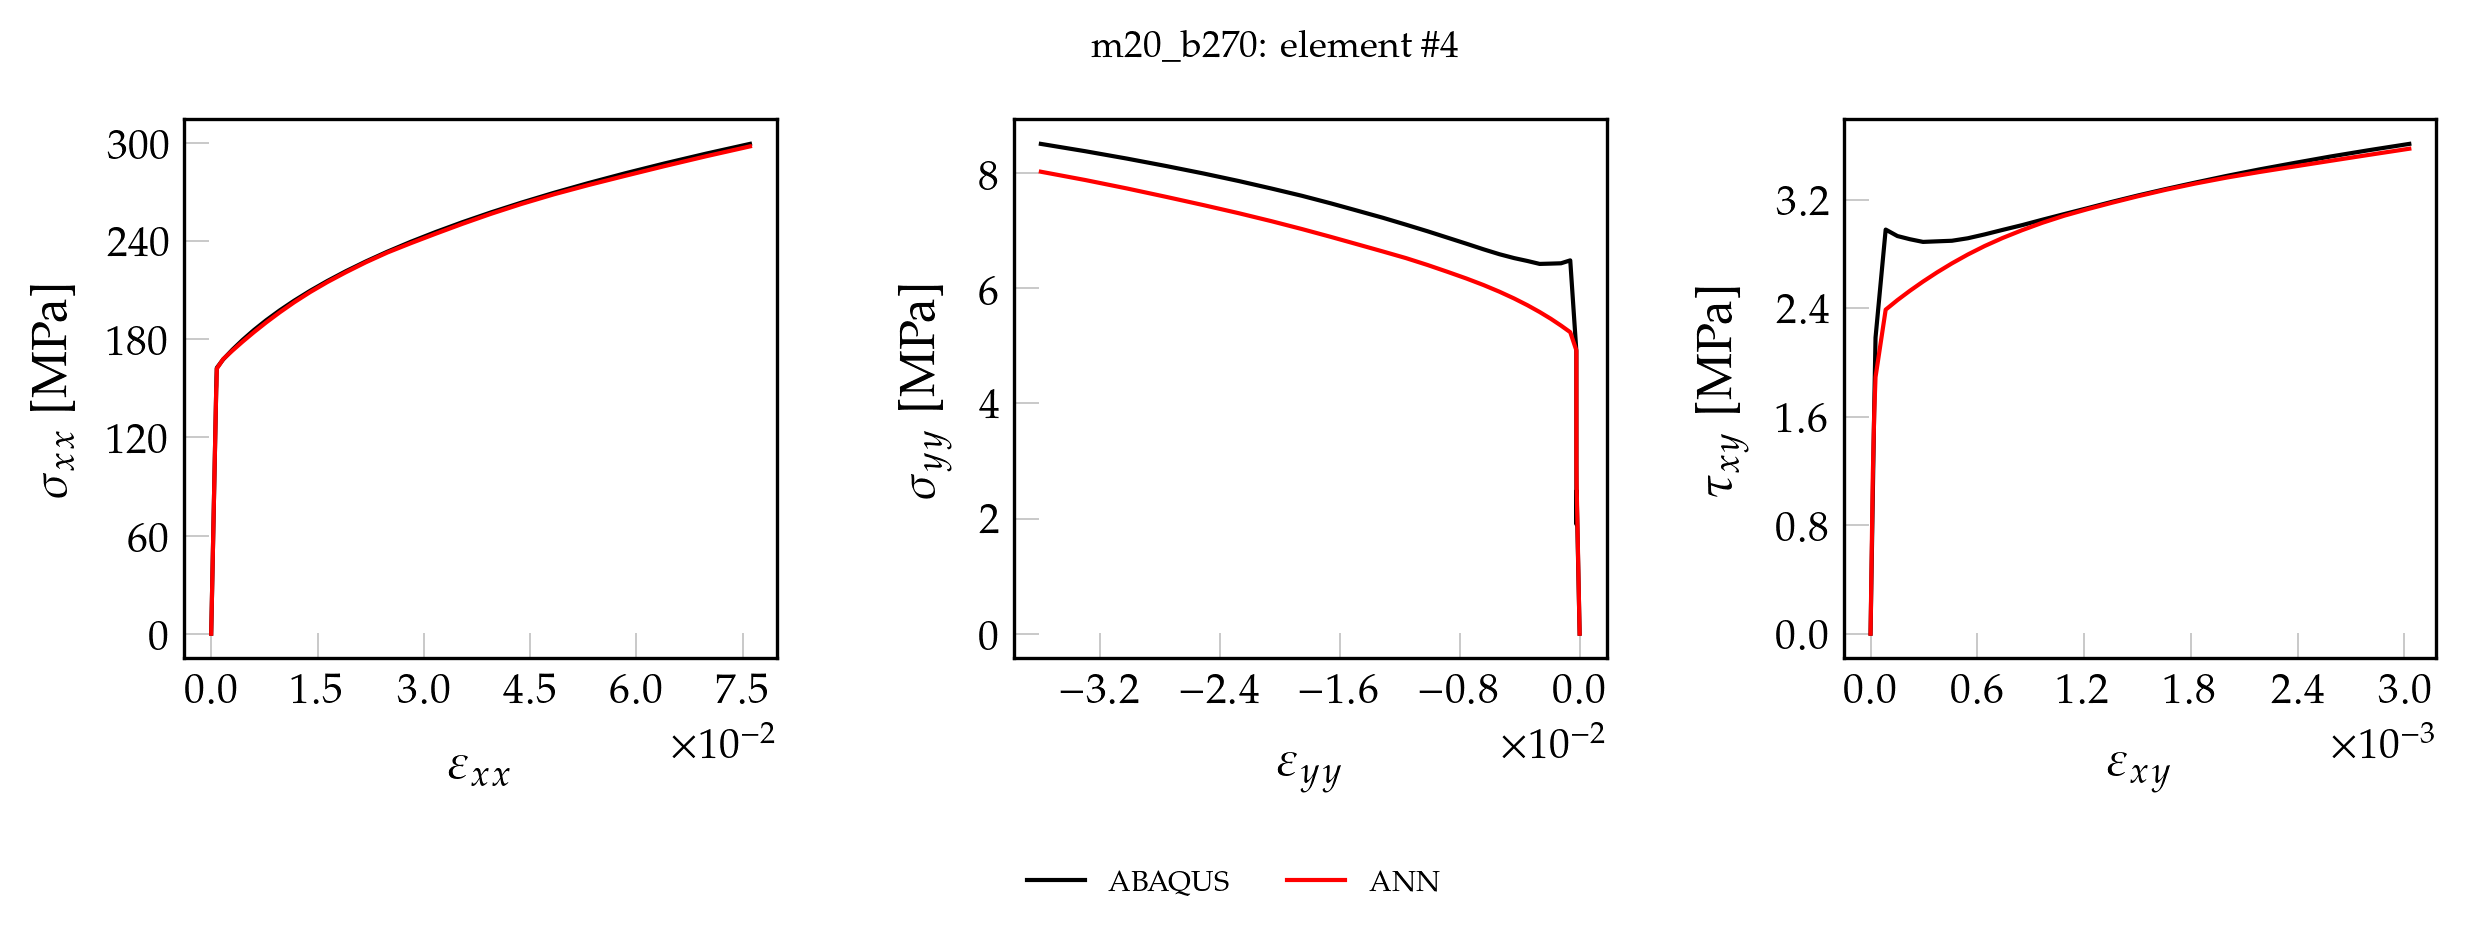 m20_b270: element #4
σxx [MPa]
300
240
180
120
60
0
0.0 1.5 3.0 4.5 6.0 7.5
×10−2
εxx
σyy [MPa]
8
6
4
2
0
−3.2 −2.4 −1.6 −0.8 0.0
×10−2
εyy
τxy [MPa]
3.2
2.4
1.6
0.8
0.0
0.0 0.6 1.2 1.8 2.4 3.0
×10−3
εxy
ABAQUS ANN